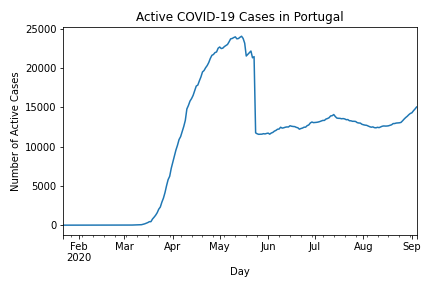 Active COVID-19 Cases in Portugal
Number of Active Cases
25000
20000
15000
10000
5000
0
Feb Mar Apr May Jun Jul Aug Sep
2020
Day